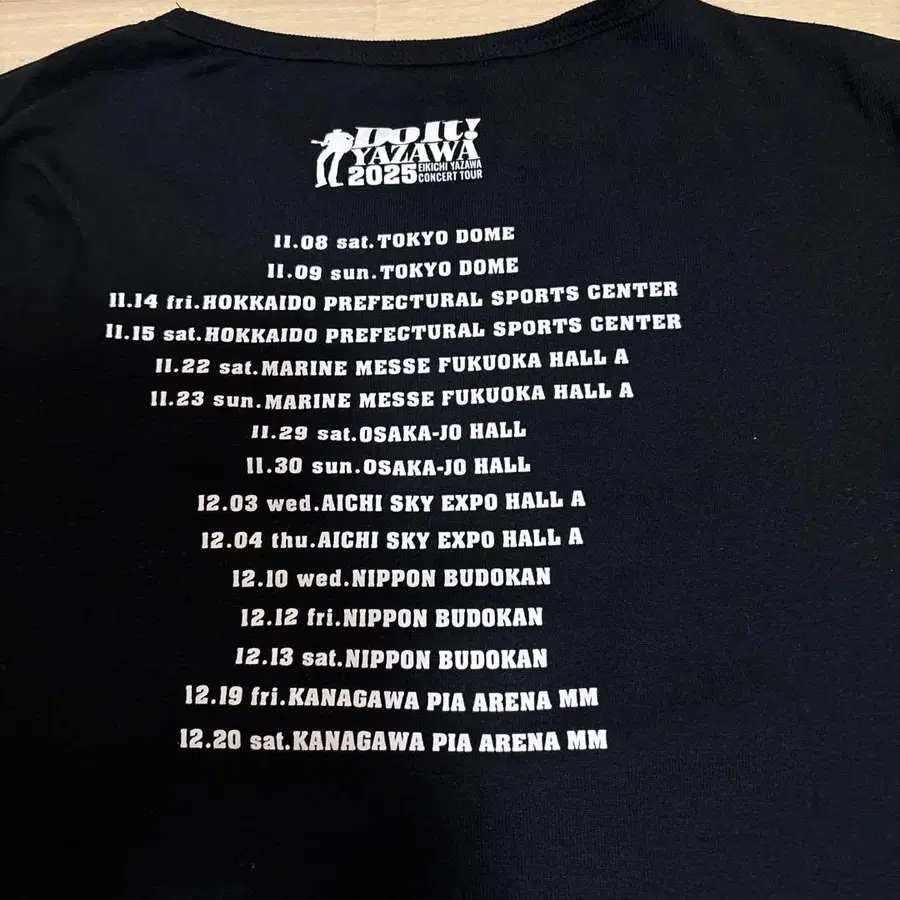 Do It!
YAZAWA
2025 EIKICHI YAZAWA
CONCERT TOUR
11.08 sat.TOKYO DOME
11.09 sun.TOKYO DOME
11.14 fri.HOKKAIDO PREFECTURAL SPORTS CENTER
11.15 sat.HOKKAIDO PREFECTURAL SPORTS CENTER
11.22 sat.MARINE MESSE FUKUOKA HALL A
11.23 sun.MARINE MESSE FUKUOKA HALL A
11.29 sat.OSAKA-JO HALL
11.30 sun.OSAKA-JO HALL
12.03 wed.AICHI SKY EXPO HALL A
12.04 thu.AICHI SKY EXPO HALL A
12.10 wed.NIPPON BUDOKAN
12.12 fri.NIPPON BUDOKAN
12.13 sat.NIPPON BUDOKAN
12.19 fri.KANAGAWA PIA ARENA MM
12.20 sat.KANAGAWA PIA ARENA MM